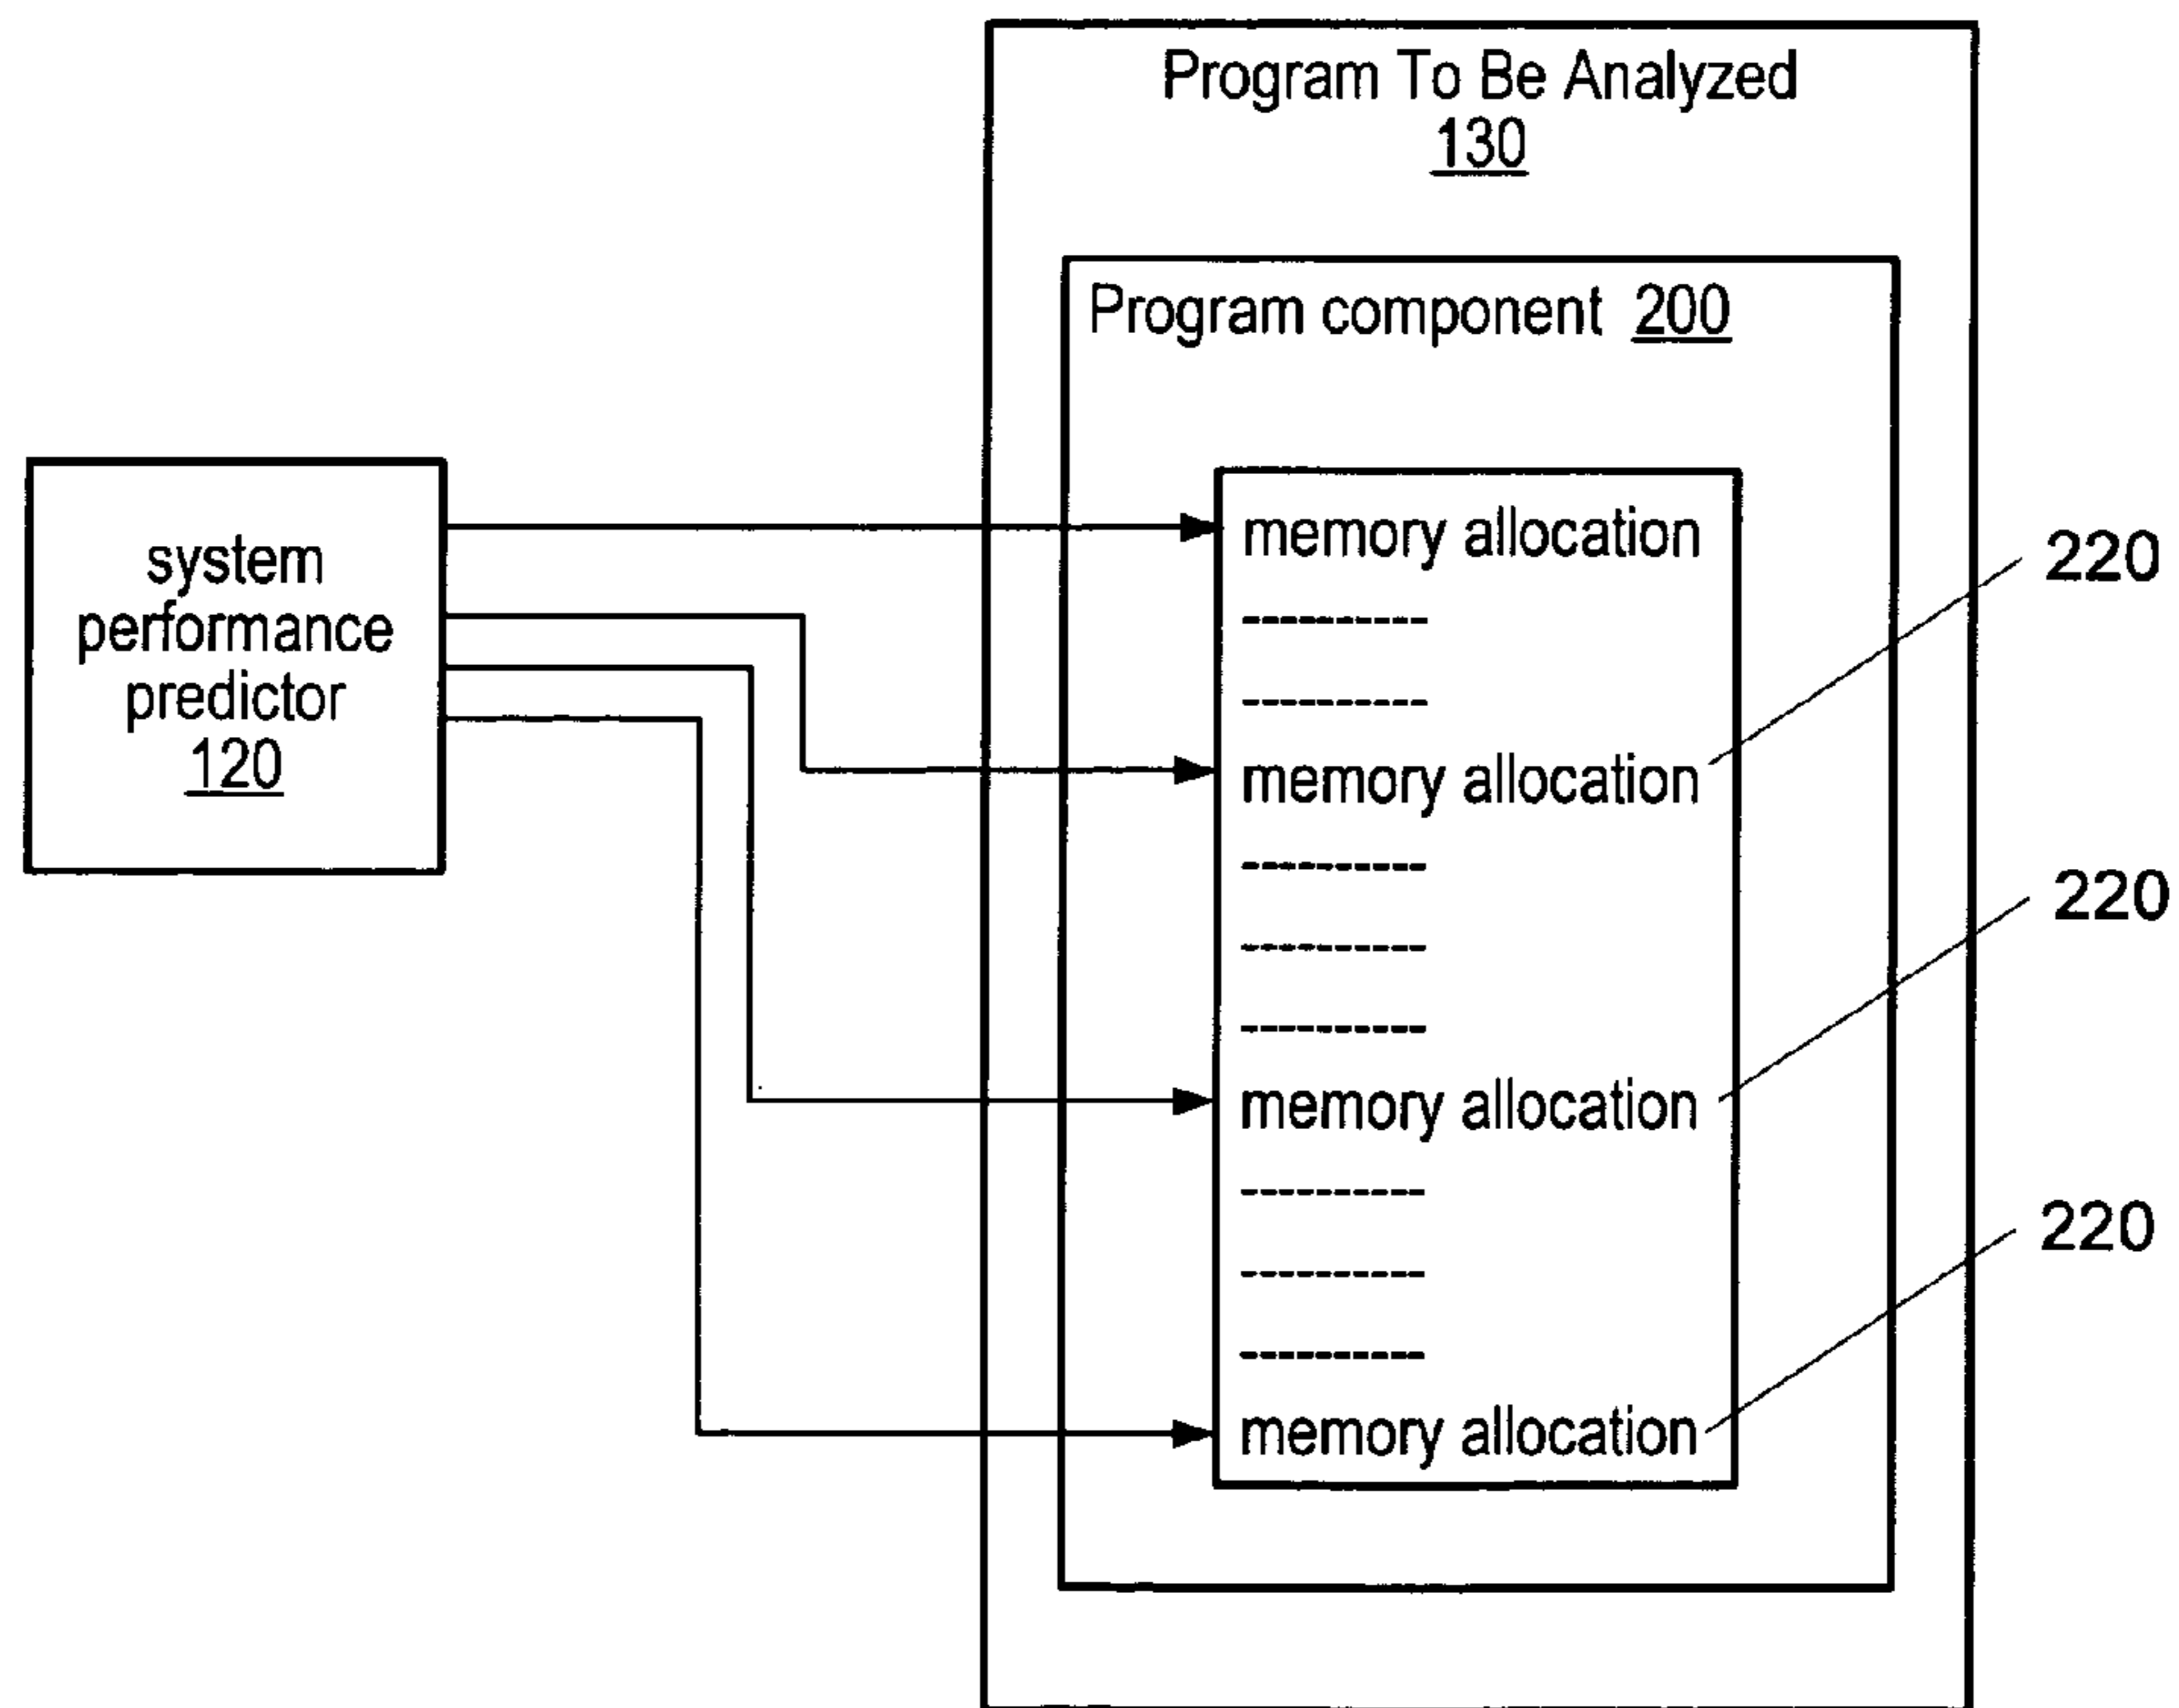 Program To Be Analyzed
130
Program component 200
system
performance
predictor
120
memory allocation
----------
----------
memory allocation
220
----------
----------
----------
memory allocation
220
----------
----------
----------
memory allocation
220